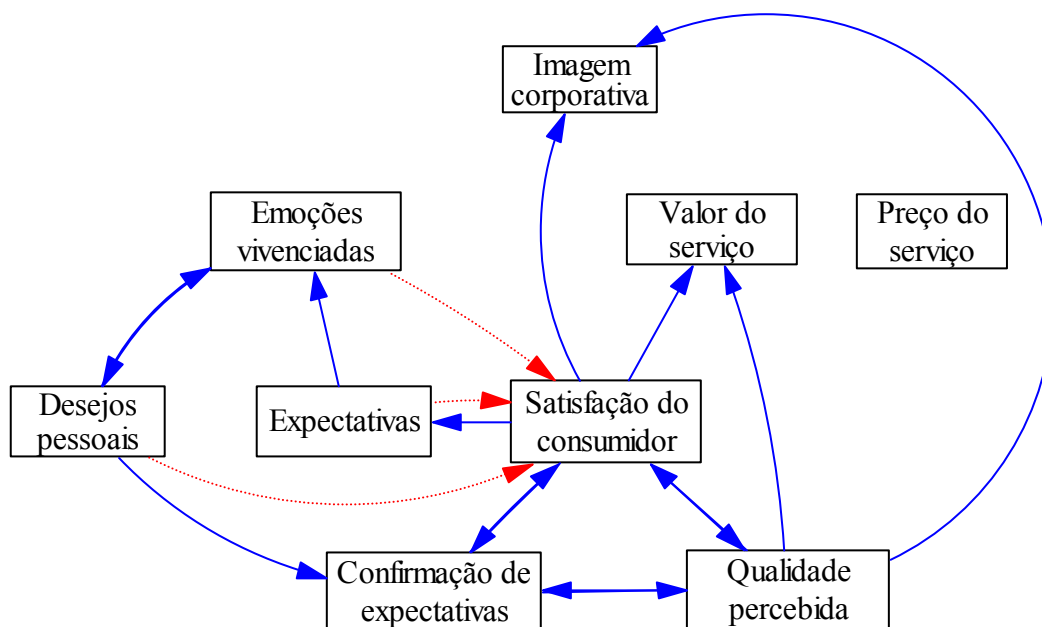 Imagem
corporativa
Emoções
vivenciadas
Valor do
serviço
Preço do
serviço
Desejos
pessoais
Expectativas
Satisfação do
consumidor
Confirmação de
expectativas
Qualidade
percebida